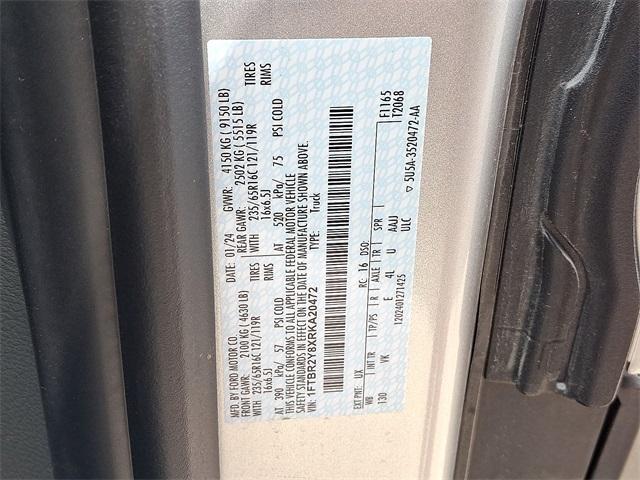 MFD. BY FORD MOTOR CO.
DATE: 01/24 GVWR: 4150 KG ( 9150 LB)
FRONT GAWR: 2100 KG ( 4630 LB) REAR GAWR: 2502 KG ( 5515 LB)
235/65R16C 121/119R TIRES WITH 235/65R16C 121/119R TIRES
16x6.5J RIMS 16x6.5J RIMS
AT 390 kPa/ 57 PSI COLD AT 520 kPa/ 75 PSI COLD
THIS VEHICLE CONFORMS TO ALL APPLICABLE FEDERAL MOTOR VEHICLE
SAFETY STANDARDS IN EFFECT ON THE DATE OF MANUFACTURE SHOWN ABOVE.
VIN: 1FTBR2Y8XRKA20472 TYPE: Truck
F1165
T2068
EXT PNT: UX RC: 16 DSO:
WB INT TR TP/PS R AXLE TR SPR
130 VK E 4L U AAJJ
ULC
1202401271425
▽ 5U5A-3520472-AA